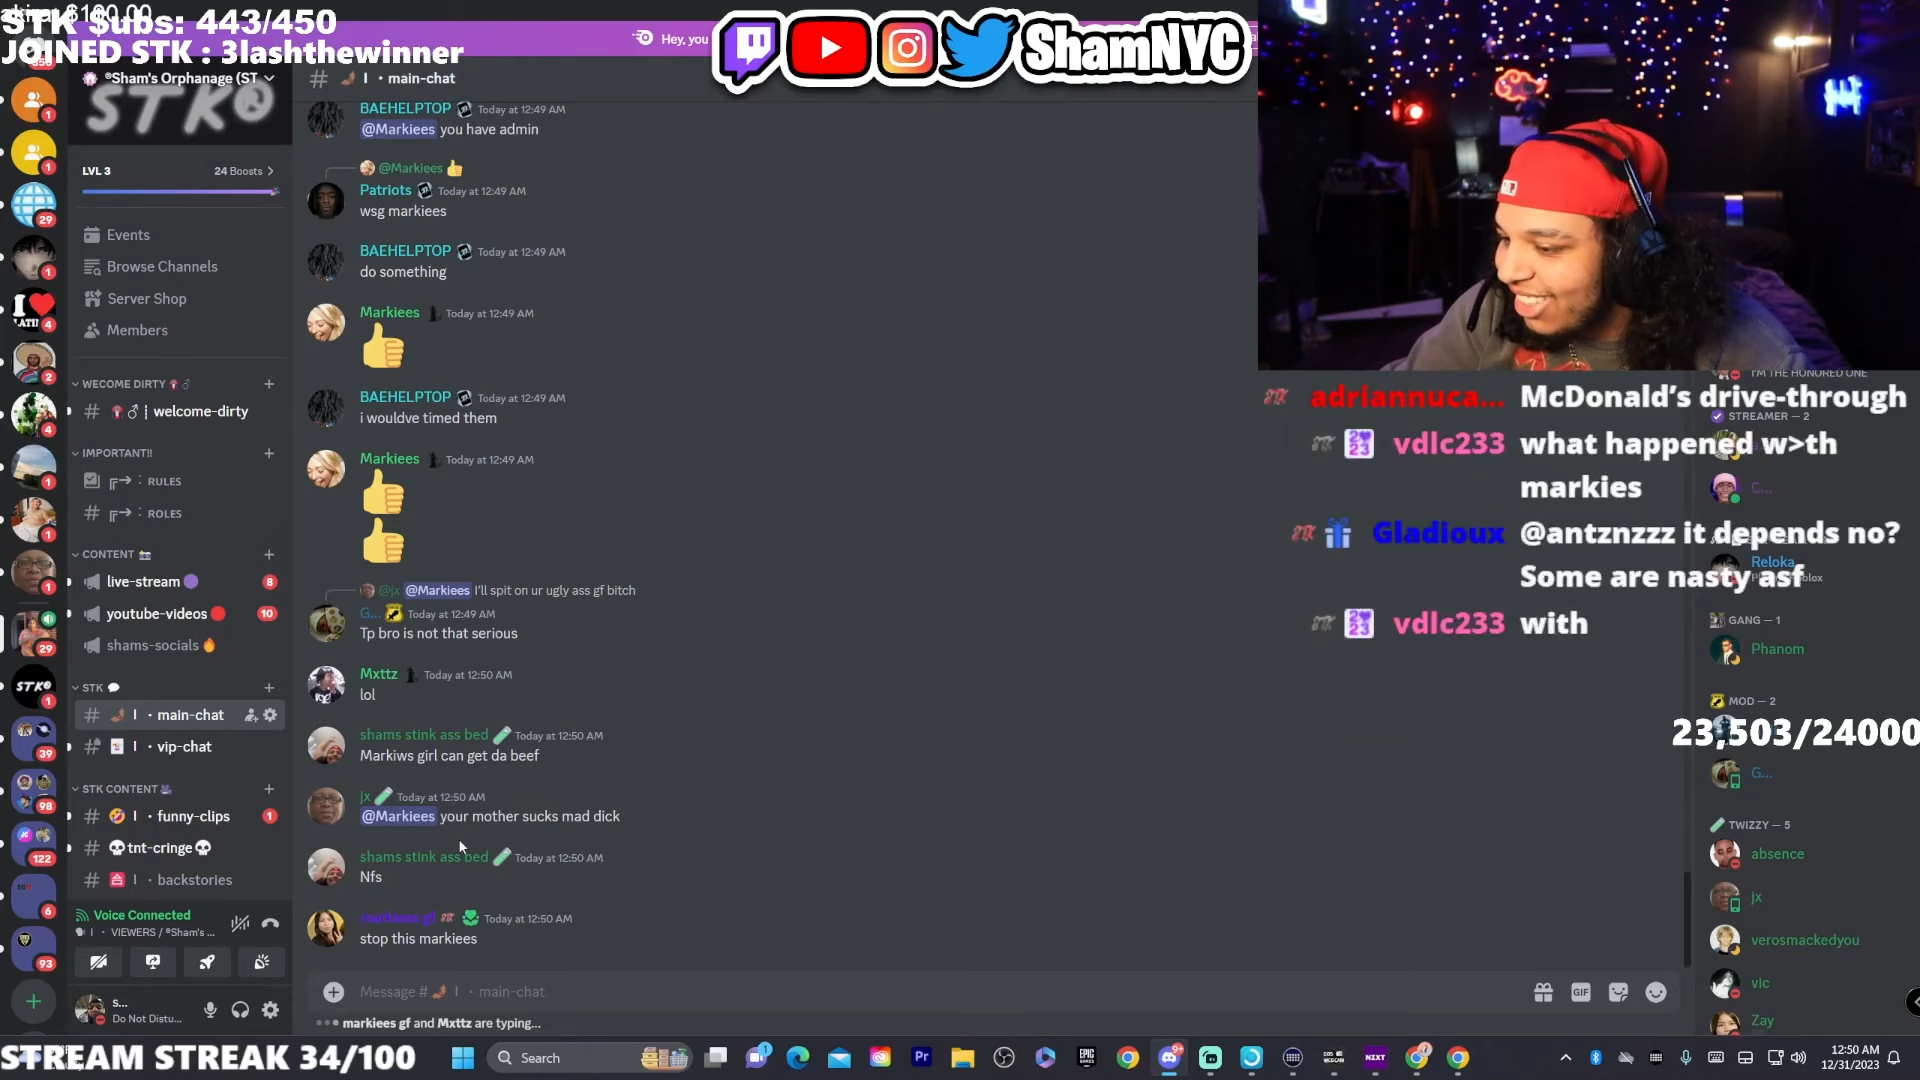 STK $ubs: 443/450
JOINED STK : 3lashthewinner
Hey, you
ShamNYC
®Sham's Orphanage (ST
STK®
LVL 3
24 Boosts
Events
Browse Channels
Server Shop
Members
WECOME DIRTY
welcome-dirty
IMPORTANT!!
RULES
ROLES
CONTENT
live-stream
8
youtube-videos
10
shams-socials
STK
main-chat
vip-chat
STK CONTENT
funny-clips
1
tnt-cringe
backstories
Voice Connected
VIEWERS / ®Sham's ...
s...
Do Not Distu...
# I · main-chat
BAEHELPTOP Today at 12:49 AM
@Markiees you have admin
@Markiees 👍
Patriots Today at 12:49 AM
wsg markiees
BAEHELPTOP Today at 12:49 AM
do something
Markiees Today at 12:49 AM
👍
BAEHELPTOP Today at 12:49 AM
i wouldve timed them
Markiees Today at 12:49 AM
👍
👍
@jx @Markiees I'll spit on ur ugly ass gf bitch
G... Today at 12:49 AM
Tp bro is not that serious
Mxttz Today at 12:50 AM
lol
shams stink ass bed Today at 12:50 AM
Markiws girl can get da beef
jx Today at 12:50 AM
@Markiees your mother sucks mad dick
shams stink ass bed Today at 12:50 AM
Nfs
markiees gf Today at 12:50 AM
stop this markiees
Message # I · main-chat
GIF
markiees gf and Mxttz are typing...
adriannuca... McDonald's drive-through
vdlc233 what happened w>th
markies
Gladioux @antznzzz it depends no?
Some are nasty asf
vdlc233 with
I'M THE HONORED ONE
STREAMER — 2
C...
Reloka
GANG — 1
Phanom
MOD — 2
23,503/24000
G...
TWIZZY — 5
absence
jx
verosmackedyou
vic
Zay
STREAM STREAK 34/100
Search
12:50 AM
12/31/2023